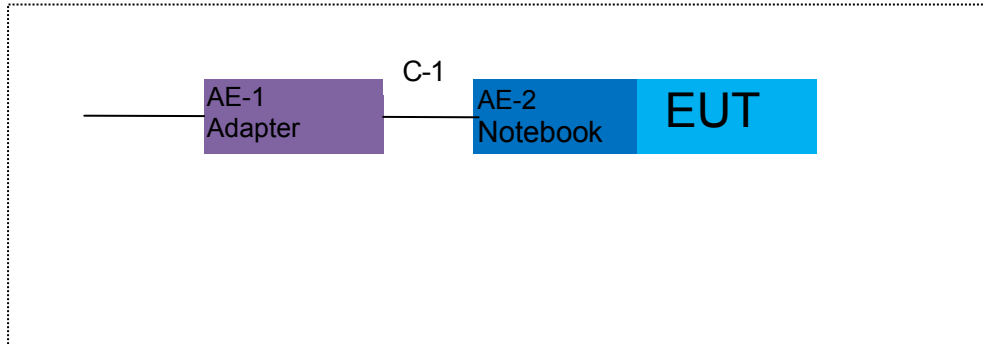 C-1
AE-1
Adapter
AE-2
Notebook
EUT